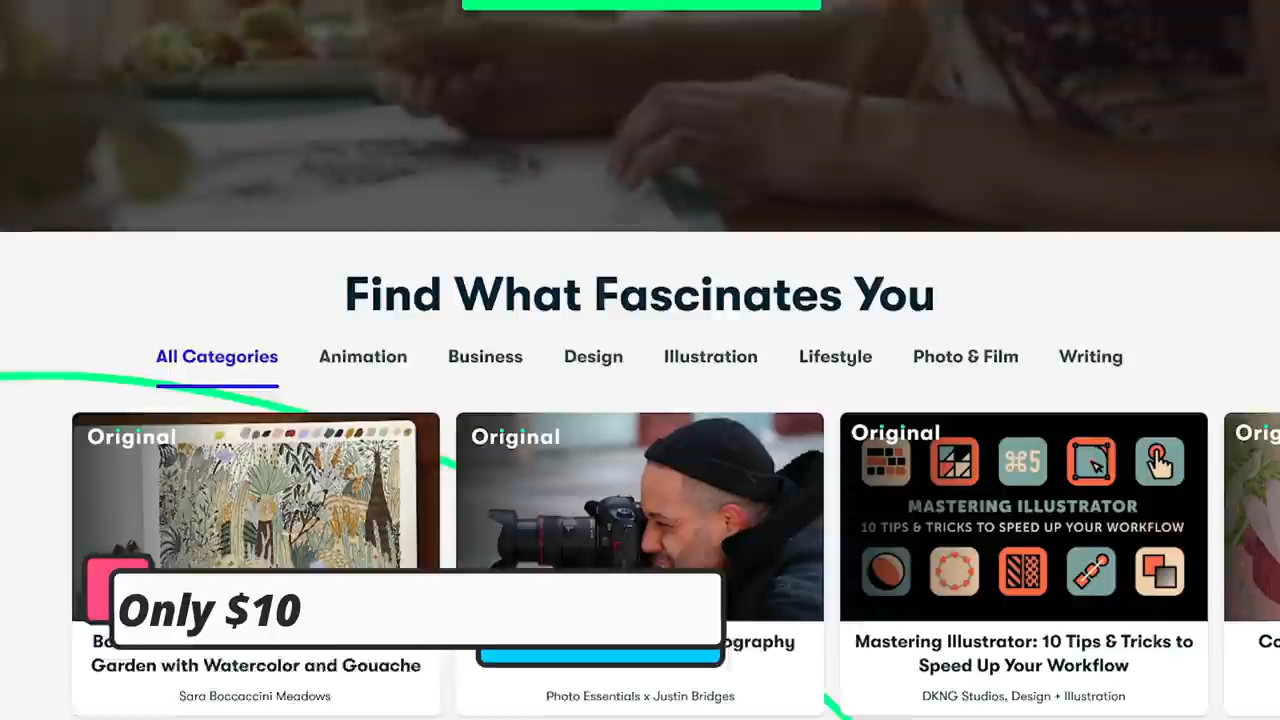 Find What Fascinates You
All Categories Animation Business Design Illustration Lifestyle Photo & Film Writing
Original
Original
Original
MASTERING ILLUSTRATOR
10 TIPS & TRICKS TO SPEED UP YOUR WORKFLOW
⌘5
Only $10
Garden with Watercolor and Gouache
Sara Boccaccini Meadows
Photo Essentials x Justin Bridges
Mastering Illustrator: 10 Tips & Tricks to
Speed Up Your Workflow
DKNG Studios, Design + Illustration